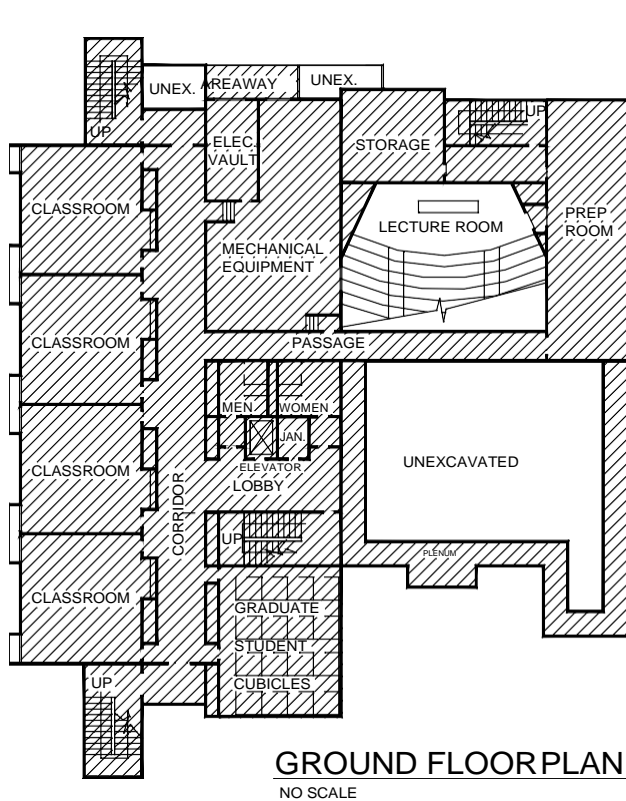 UNEX.
AREAWAY
UNEX.
UP
UP
ELEC.
VAULT
STORAGE
CLASSROOM
LECTURE ROOM
PREP
ROOM
MECHANICAL
EQUIPMENT
CLASSROOM
PASSAGE
MEN
WOMEN
JAN.
ELEVATOR
LOBBY
UNEXCAVATED
CLASSROOM
CORRIDOR
UP
PLENUM
CLASSROOM
GRADUATE
STUDENT
CUBICLES
UP
GROUND FLOOR PLAN
NO SCALE